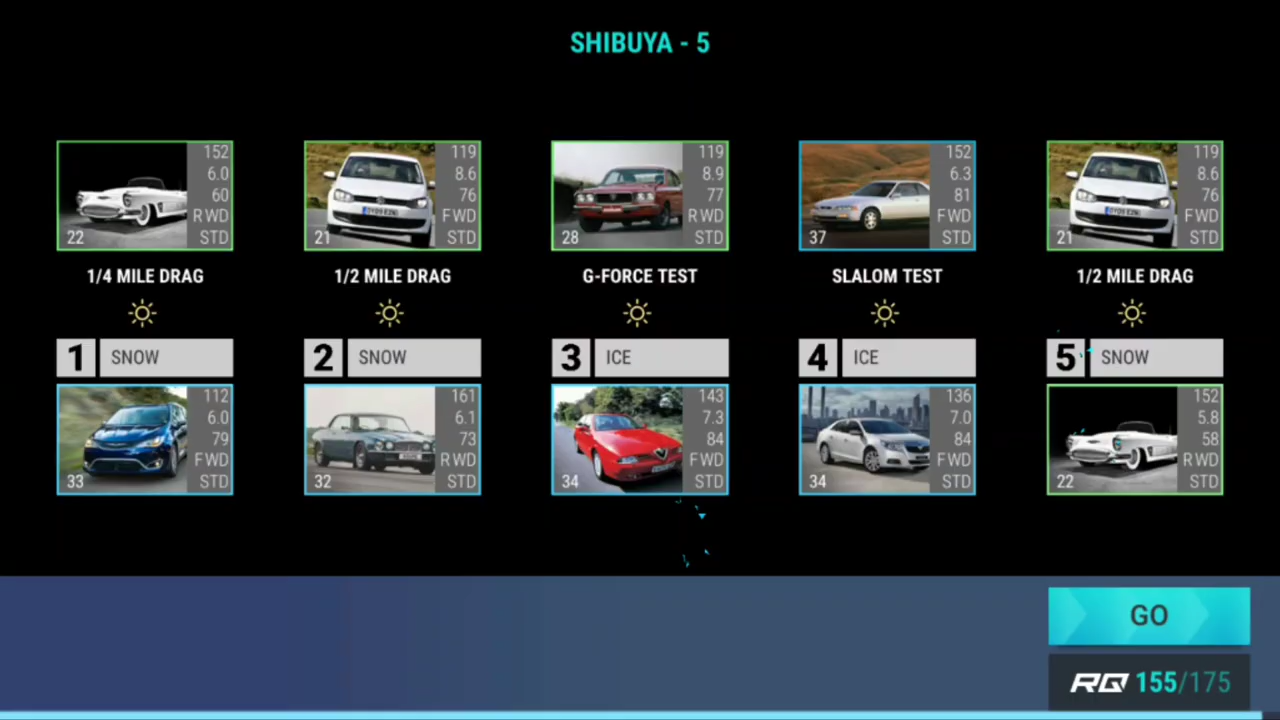 SHIBUYA - 5
152
6.0
60
RWD
STD
22
119
8.6
76
FWD
STD
21
119
8.9
77
RWD
STD
28
152
6.3
81
FWD
STD
37
119
8.6
76
FWD
STD
21
1/4 MILE DRAG
1/2 MILE DRAG
G-FORCE TEST
SLALOM TEST
1/2 MILE DRAG
1 SNOW
2 SNOW
3 ICE
4 ICE
5 SNOW
112
6.0
79
FWD
STD
33
161
6.1
73
RWD
STD
32
143
7.3
84
FWD
STD
34
136
7.0
84
FWD
STD
34
152
5.8
58
RWD
STD
22
GO
RQ 155/175